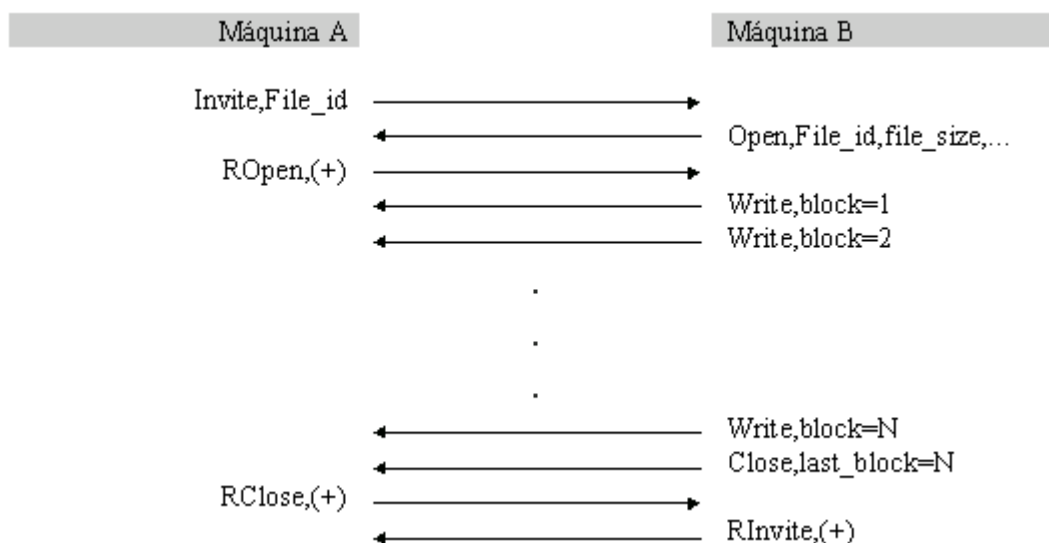 Máquina A
Máquina B
Invite,File_id
Open,File_id,file_size,...
ROpen,(+)
Write,block=1
Write,block=2
.
.
.
Write,block=N
Close,last_block=N
RClose,(+)
RInvite,(+)